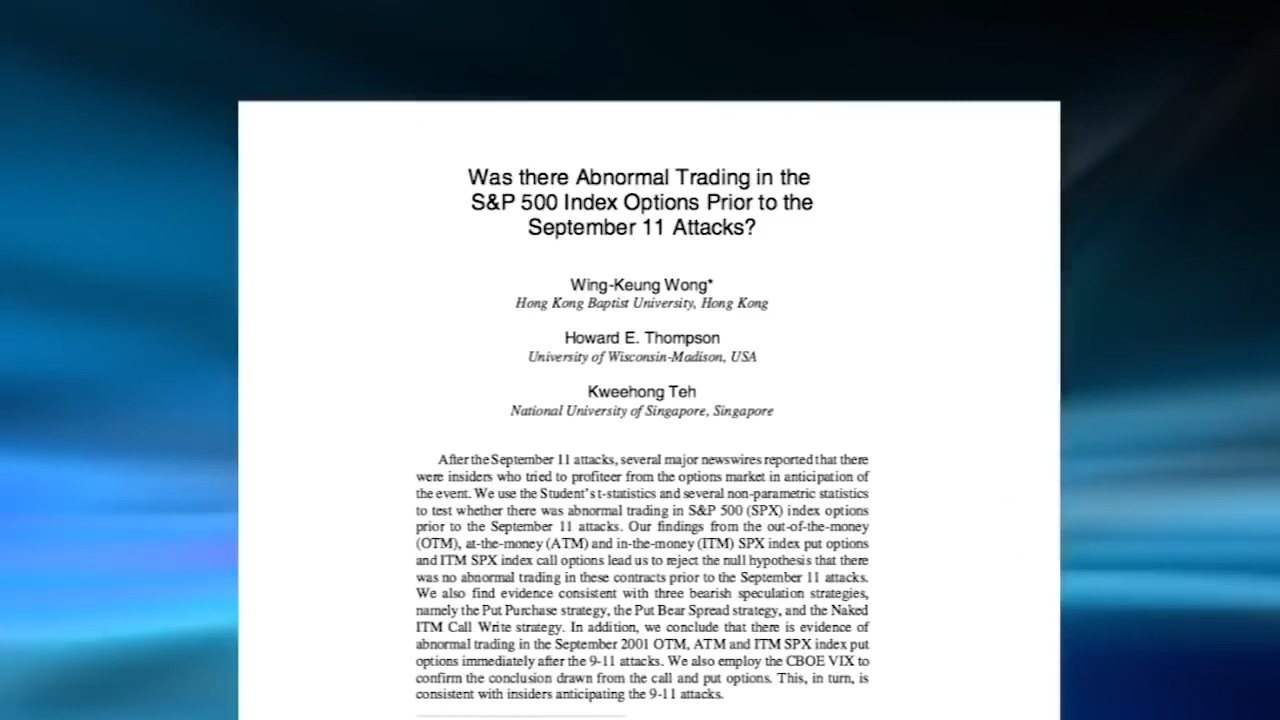 Was there Abnormal Trading in the
S&P 500 Index Options Prior to the
September 11 Attacks?
Wing-Keung Wong*
Hong Kong Baptist University, Hong Kong
Howard E. Thompson
University of Wisconsin-Madison, USA
Kweehong Teh
National University of Singapore, Singapore
After the September 11 attacks, several major newswires reported that there
were insiders who tried to profiteer from the options market in anticipation of
the event. We use the Student's t-statistics and several non-parametric statistics
to test whether there was abnormal trading in S&P 500 (SPX) index options
prior to the September 11 attacks. Our findings from the out-of-the-money
(OTM), at-the-money (ATM) and in-the-money (ITM) SPX index put options
and ITM SPX index call options lead us to reject the null hypothesis that there
was no abnormal trading in these contracts prior to the September 11 attacks.
We also find evidence consistent with three bearish speculation strategies,
namely the Put Purchase strategy, the Put Bear Spread strategy, and the Naked
ITM Call Write strategy. In addition, we conclude that there is evidence of
abnormal trading in the September 2001 OTM, ATM and ITM SPX index put
options immediately after the 9-11 attacks. We also employ the CBOE VIX to
confirm the conclusion drawn from the call and put options. This, in turn, is
consistent with insiders anticipating the 9-11 attacks.